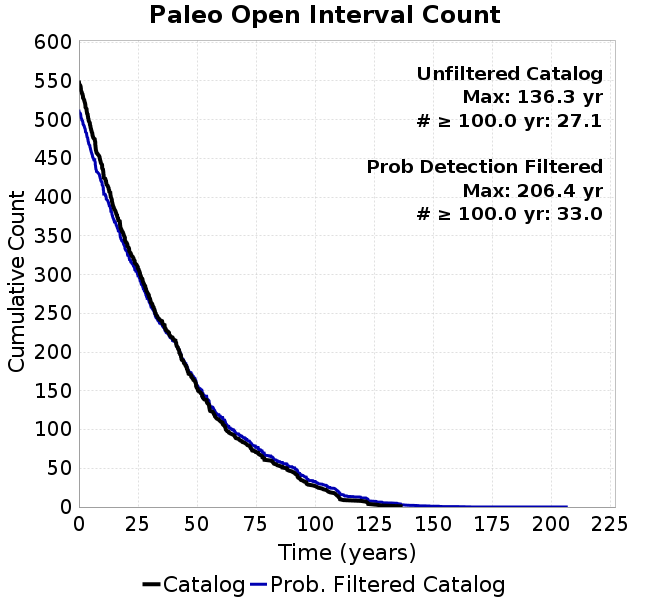 Paleo Open Interval Count
600
550
500
450
400
350
300
250
200
150
100
50
0
Cumulative Count
Unfiltered Catalog
Max: 136.3 yr
# ≥ 100.0 yr: 27.1
Prob Detection Filtered
Max: 206.4 yr
# ≥ 100.0 yr: 33.0
0 25 50 75 100 125 150 175 200 225
Time (years)
Catalog Prob. Filtered Catalog